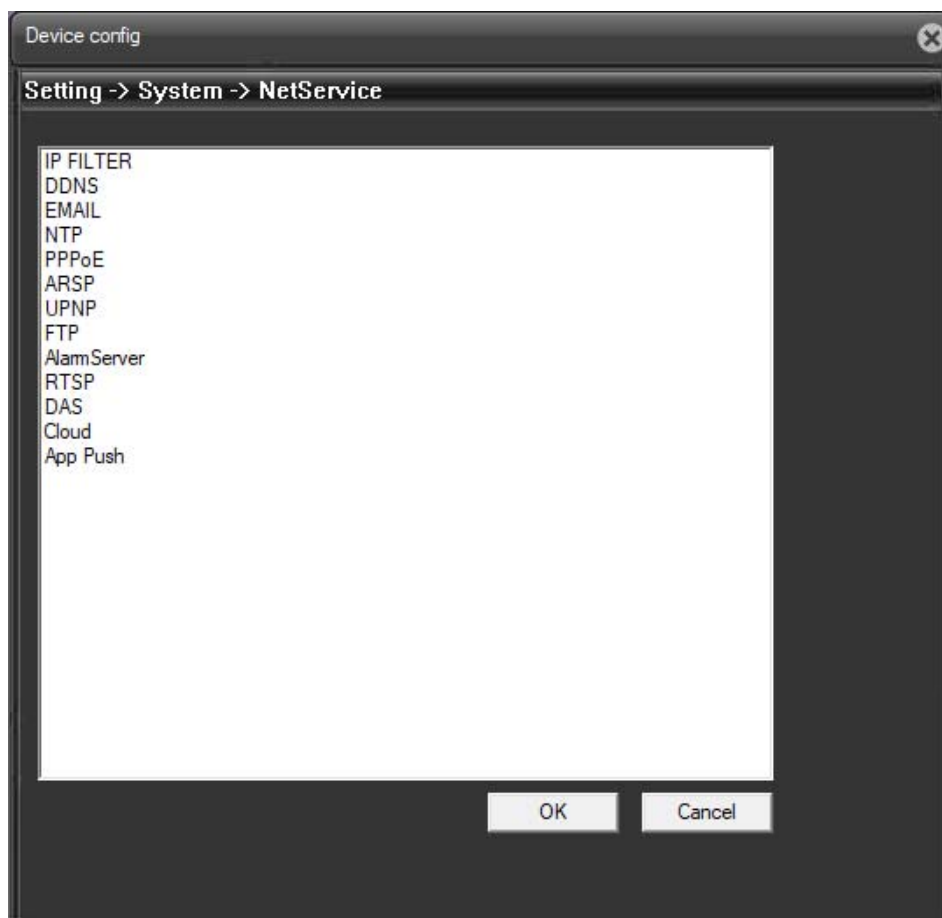 Device config
Setting -> System -> NetService
IP FILTER
DDNS
EMAIL
NTP
PPPoE
ARSP
UPNP
FTP
AlarmServer
RTSP
DAS
Cloud
App Push
OK
Cancel